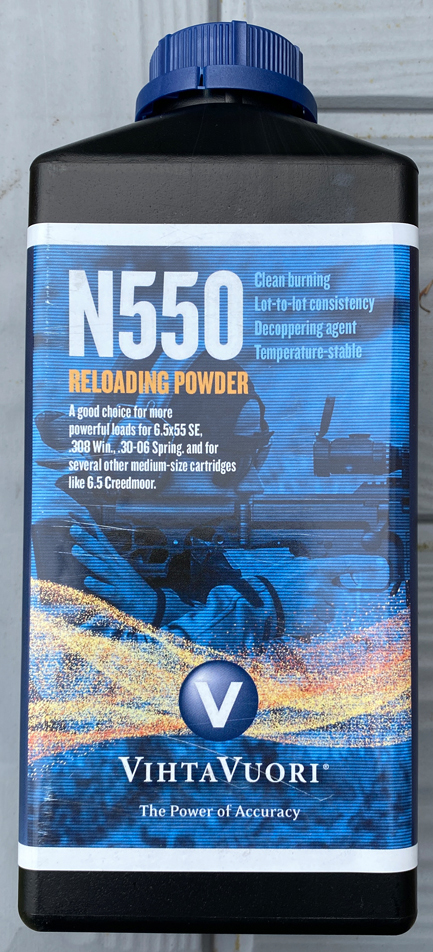 N550
Clean burning
Lot-to-lot consistency
Decoppering agent
Temperature-stable
RELOADING POWDER
A good choice for more
powerful loads for 6.5x55 SE,
.308 Win., .30-06 Spring. and for
several other medium-size cartridges
like 6.5 Creedmoor.
V
VIHTAVUORI®
The Power of Accuracy